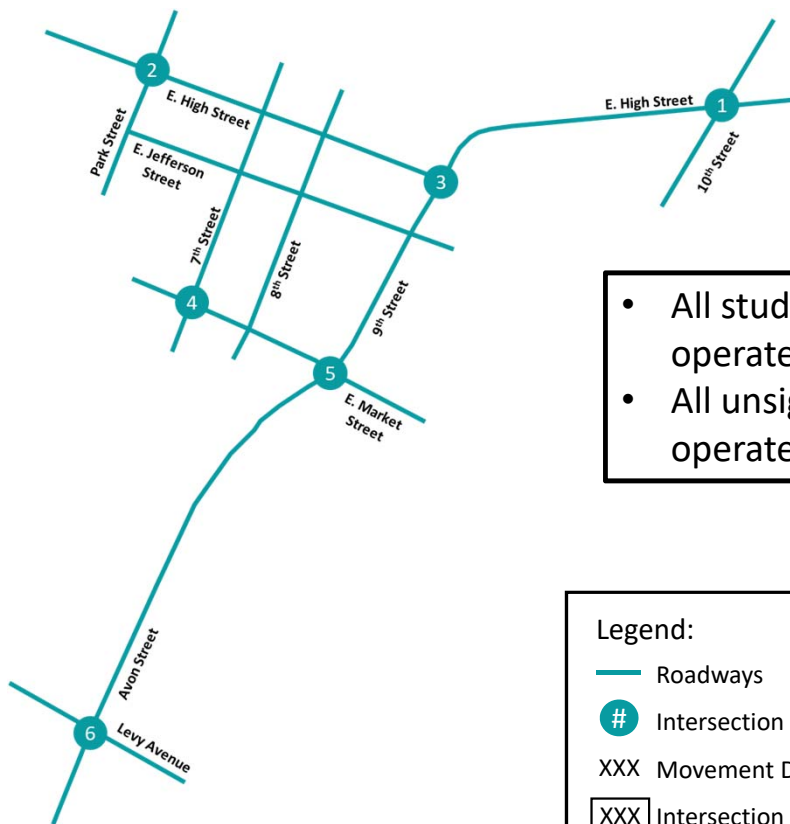 2
E. High Street
1
E. High Street
Park Street
10th Street
3
E. Jefferson
Street
7th Street
8th Street
9th Street
4
5
E. Market
Street
• All
operate
• All
operate
Avon Street
6
Levy Avenue
Legend:
Roadways
# Intersection
XXX Movement
XXX Intersection